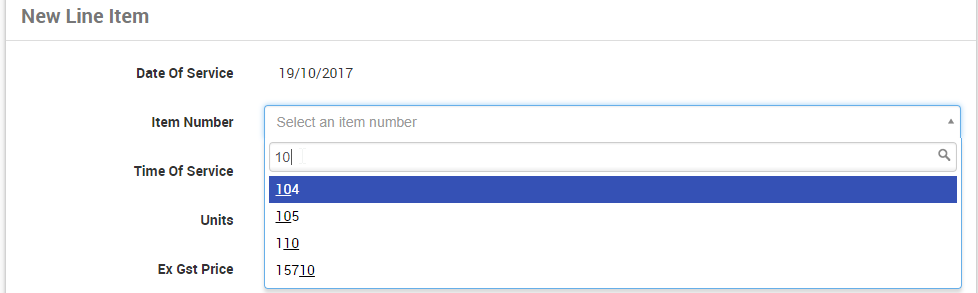 New Line Item
Date Of Service 19/10/2017
Item Number Select an item number
10
Time Of Service
104
105
Units
110
Ex Gst Price 15710